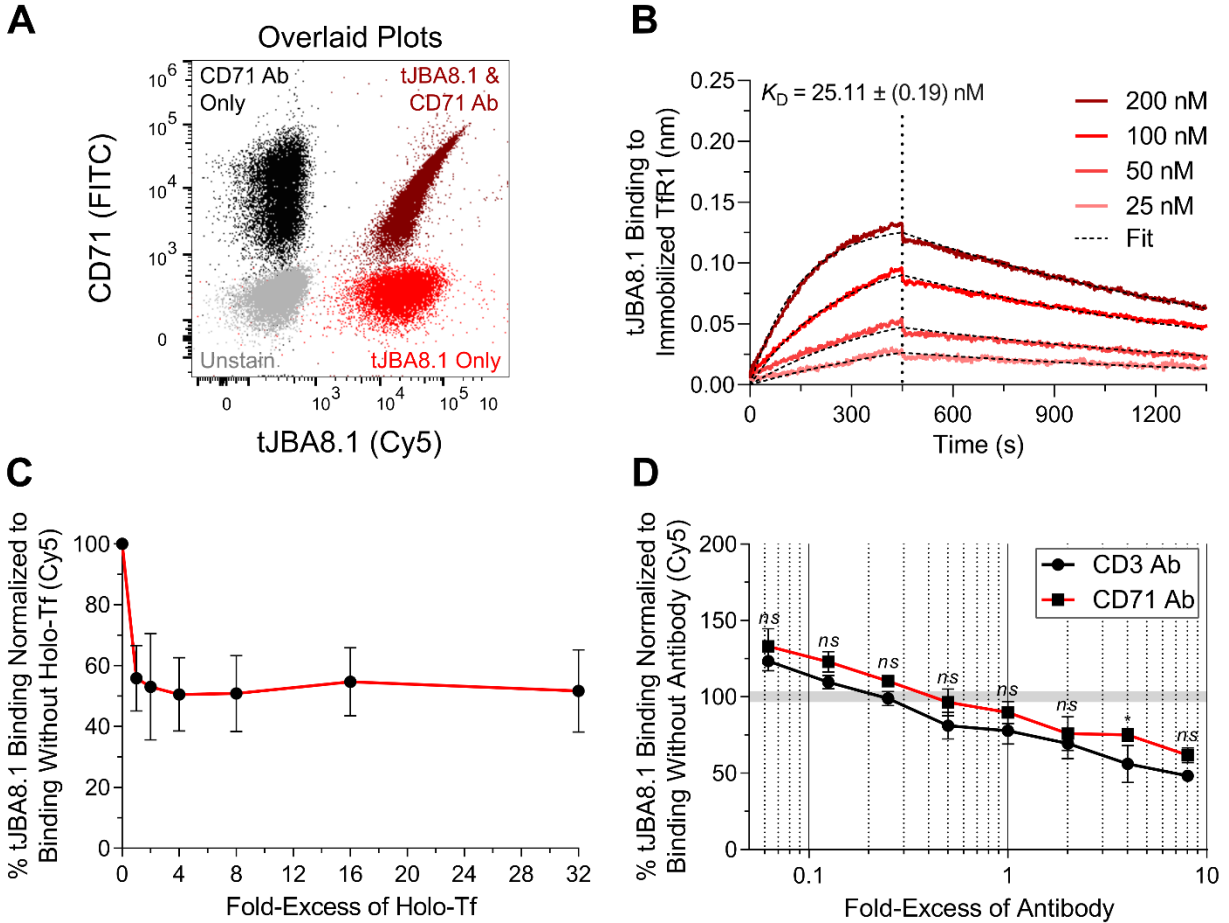 A
Overlaid Plots
CD71 Ab
Only
tJBA8.1 &
CD71 Ab
Unstain
tJBA8.1 Only
CD71 (FITC)
10^6
10^5
10^4
10^3
0
0
10^3
10^4
10^5
10
tJBA8.1 (Cy5)
B
K_D = 25.11 ± (0.19) nM
200 nM
100 nM
50 nM
25 nM
Fit
tJBA8.1 Binding to
Immobilized TfR1 (nm)
0.25
0.20
0.15
0.10
0.05
0.00
0
300
600
900
1200
Time (s)
C
% tJBA8.1 Binding Normalized to
Binding Without Holo-Tf (Cy5)
100
80
60
40
20
0
0
4
8
12
16
20
24
28
32
Fold-Excess of Holo-Tf
D
% tJBA8.1 Binding Normalized to
Binding Without Antibody (Cy5)
200
150
100
50
0
CD3 Ab
CD71 Ab
ns
ns
ns
ns
ns
ns
*
ns
0.1
1
10
Fold-Excess of Antibody